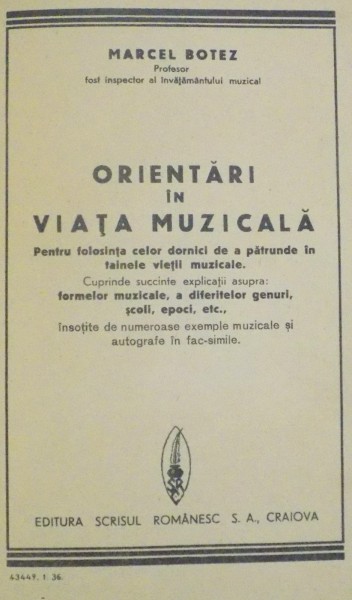 MARCEL BOTEZ
Profesor
fost inspector al învățământului muzical
ORIENTĂRI
ÎN
VIAȚA MUZICALĂ
Pentru folosința celor dornici de a pătrunde în
tainele vieții muzicale.
Cuprinde succinte explicații asupra:
formelor muzicale, a diferitelor genuri,
școli, epoci, etc.,
însoțite de numeroase exemple muzicale și
autografe în fac-simile.
EDITURA SCRISUL ROMÂNESC S. A., CRAIOVA
43449, 1. 36.